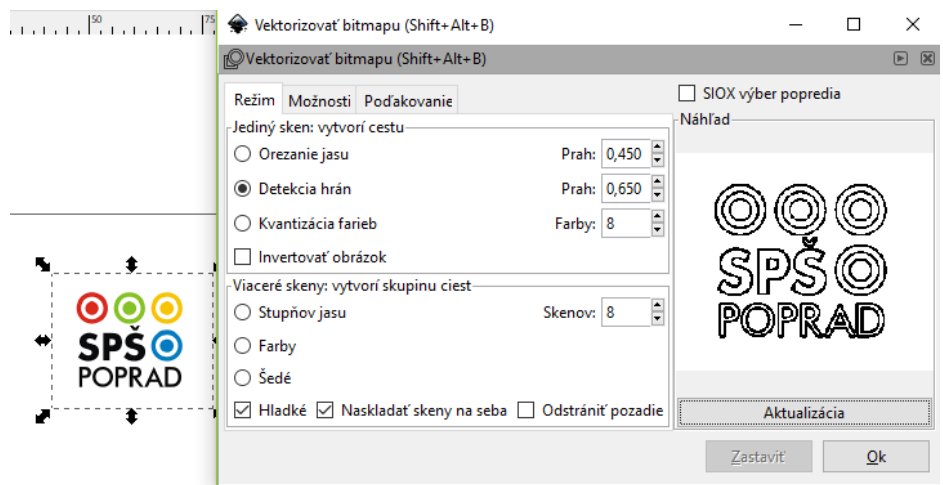 50
75
Vektorizovať bitmapu (Shift+Alt+B)
Vektorizovať bitmapu (Shift+Alt+B)
Režim Možnosti Poďakovanie
SIOX výber popredia
Jediný sken: vytvorí cestu
Náhľad
Orezanie jasu Prah: 0,450
Detekcia hrán Prah: 0,650
Kvantizácia farieb Farby: 8
Invertovať obrázok
Viaceré skeny: vytvorí skupinu ciest
Stupňov jasu Skenov: 8
Farby
Šedé
Hladké Naskladať skeny na seba Odstrániť pozadie
SPŠ
POPRAD
SPŠ
POPRAD
Aktualizácia
Zastaviť Ok